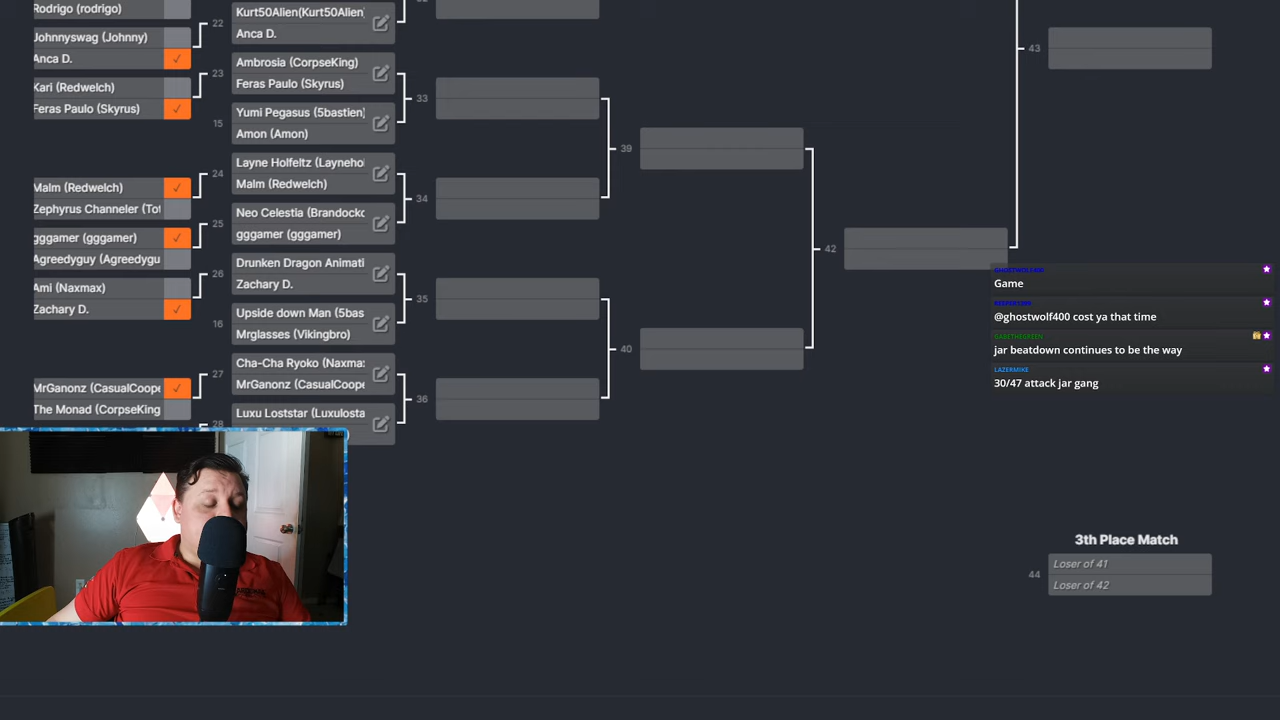 Rodrigo (rodrigo)
22
Johnnyswag (Johnny)
Anca D. ✓
23
Kari (Redwelch)
Feras Paulo (Skyrus) ✓
15
24
Malm (Redwelch) ✓
Zephyrus Channeler (Tot
25
gggamer (gggamer) ✓
Agreedyguy (Agreedygu
26
Ami (Naxmax)
Zachary D. ✓
16
27
MrGanonz (CasualCoope ✓
The Monad (CorpseKing
28
Kurt50Alien(Kurt50Alien
Anca D.
Ambrosia (CorpseKing)
Feras Paulo (Skyrus)
Yumi Pegasus (5bastien)
Amon (Amon)
Layne Holfeltz (Layneho
Malm (Redwelch)
Neo Celestia (Brandocko
gggamer (gggamer)
Drunken Dragon Animati
Zachary D.
Upside down Man (5bas
Mrglasses (Vikingbro)
Cha-Cha Ryoko (Naxma
MrGanonz (CasualCoope
Luxu Loststar (Luxulosta
33
34
35
36
39
40
42
43
Game
@ghostwolf400 cost ya that time
jar beatdown continues to be the way
LAZERMIKE
30/47 attack jar gang
3th Place Match
44
Loser of 41
Loser of 42